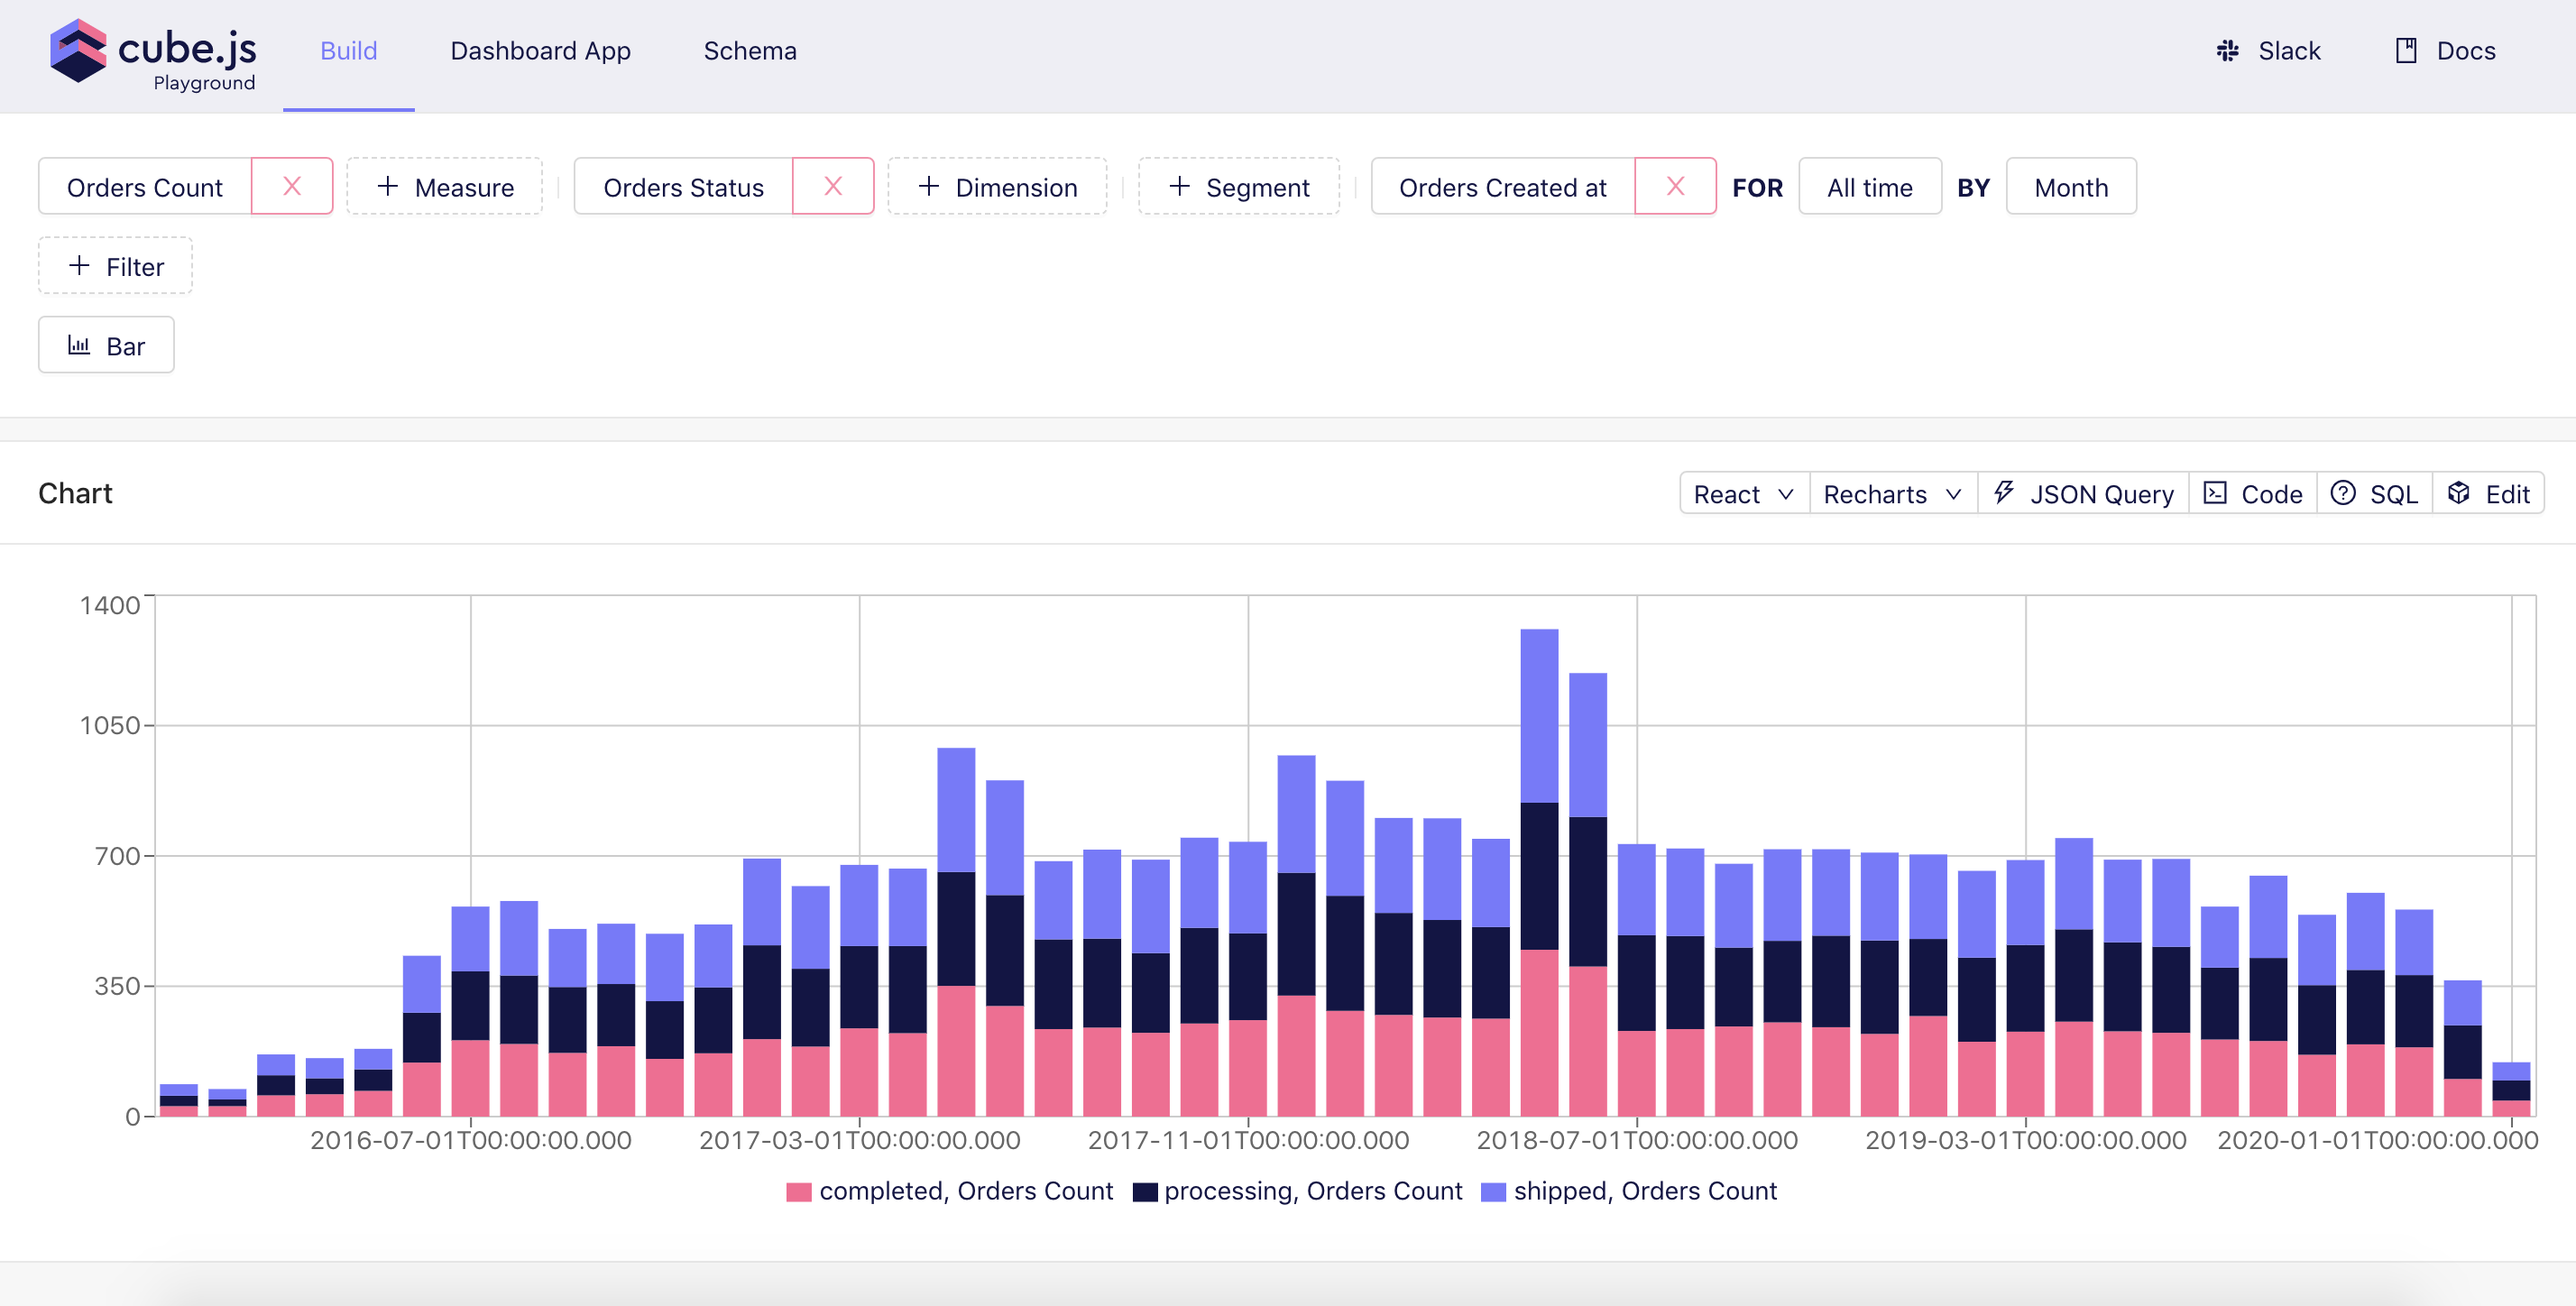 cube.js
Playground
Build Dashboard App Schema Slack Docs
Orders Count X + Measure Orders Status X + Dimension + Segment Orders Created at X FOR All time BY Month
+ Filter
Bar
Chart React Recharts JSON Query Code SQL Edit
1400
1050
700
350
0
2016-07-01T00:00:00.000 2017-03-01T00:00:00.000 2017-11-01T00:00:00.000 2018-07-01T00:00:00.000 2019-03-01T00:00:00.000 2020-01-01T00:00:00.000
completed, Orders Count processing, Orders Count shipped, Orders Count